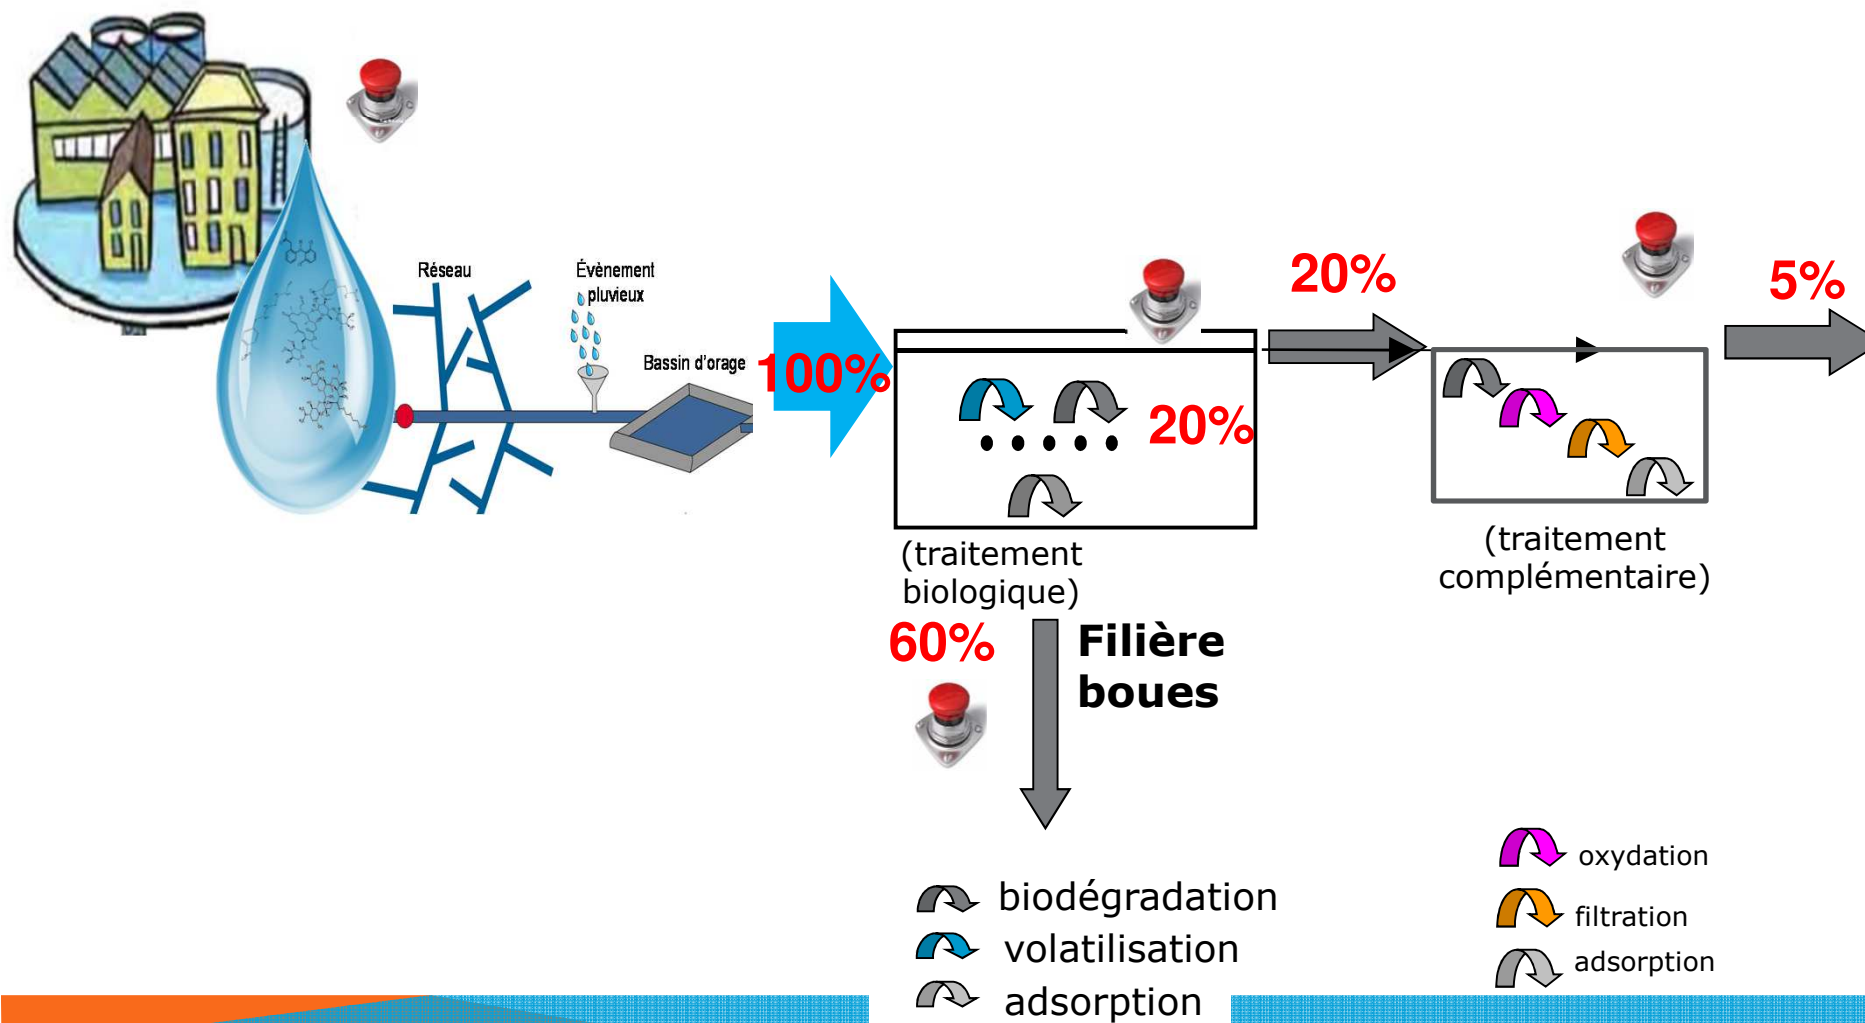 Réseau
Évènement
pluvieux
Bassin d'orage
100%
20%
20%
5%
(traitement
biologique)
(traitement
complémentaire)
60%
Filière
boues
biodégradation
volatilisation
adsorption
oxydation
filtration
adsorption